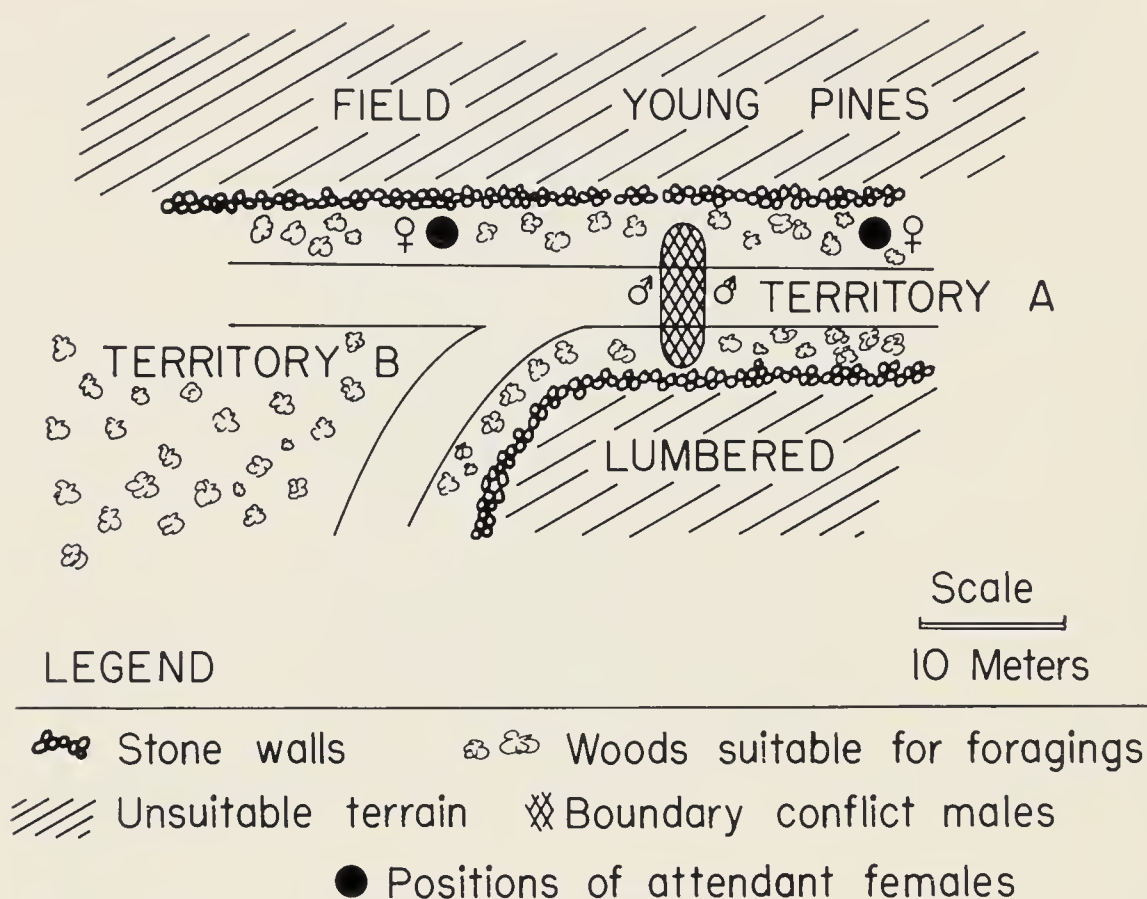 FIELD YOUNG PINES
♀ ♀
♂ ♂ TERRITORY A
TERRITORY B
LUMBERED
Scale
10 Meters
LEGEND
Stone walls Woods suitable for foragings
Unsuitable terrain Boundary conflict males
Positions of attendant females